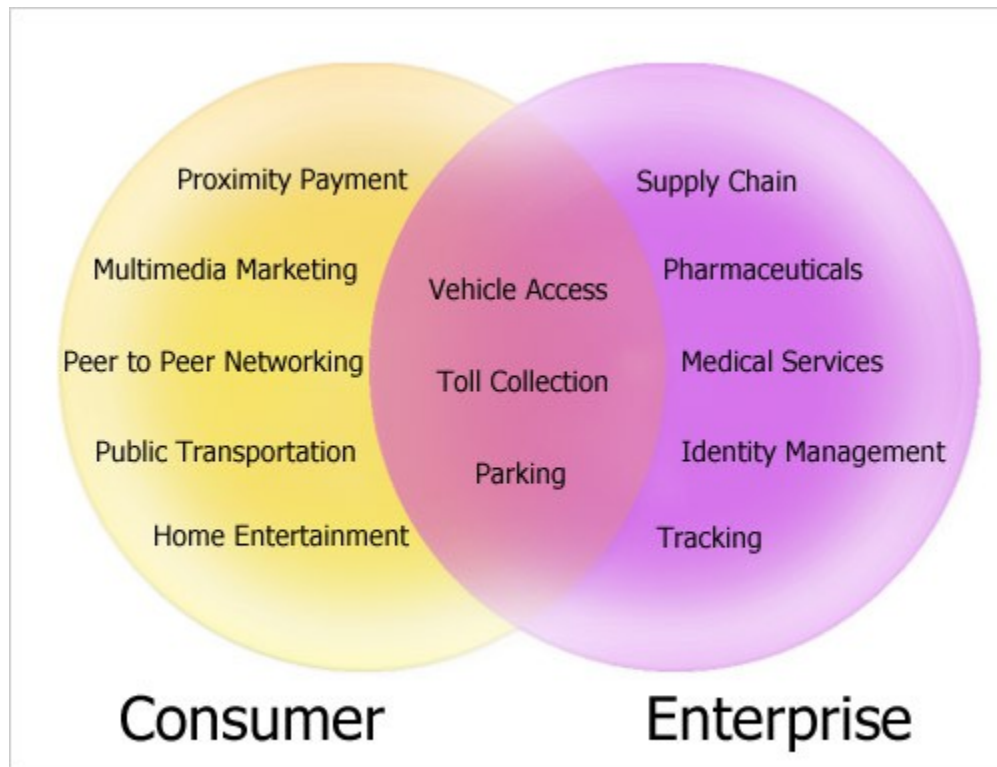 Proximity Payment
Multimedia Marketing
Peer to Peer Networking
Public Transportation
Home Entertainment
Vehicle Access
Toll Collection
Parking
Supply Chain
Pharmaceuticals
Medical Services
Identity Management
Tracking
Consumer
Enterprise